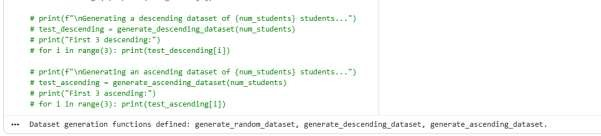 # print(f"\nGenerating a descending dataset of {num_students} students...")
# test_descending = generate_descending_dataset(num_students)
# print("First 3 descending:")
# for i in range(3): print(test_descending[i])
# print(f"\nGenerating an ascending dataset of {num_students} students...")
# test_ascending = generate_ascending_dataset(num_students)
# print("First 3 ascending:")
# for i in range(3): print(test_ascending[i])
••• Dataset generation functions defined: generate_random_dataset, generate_descending_dataset, generate_ascending_dataset.